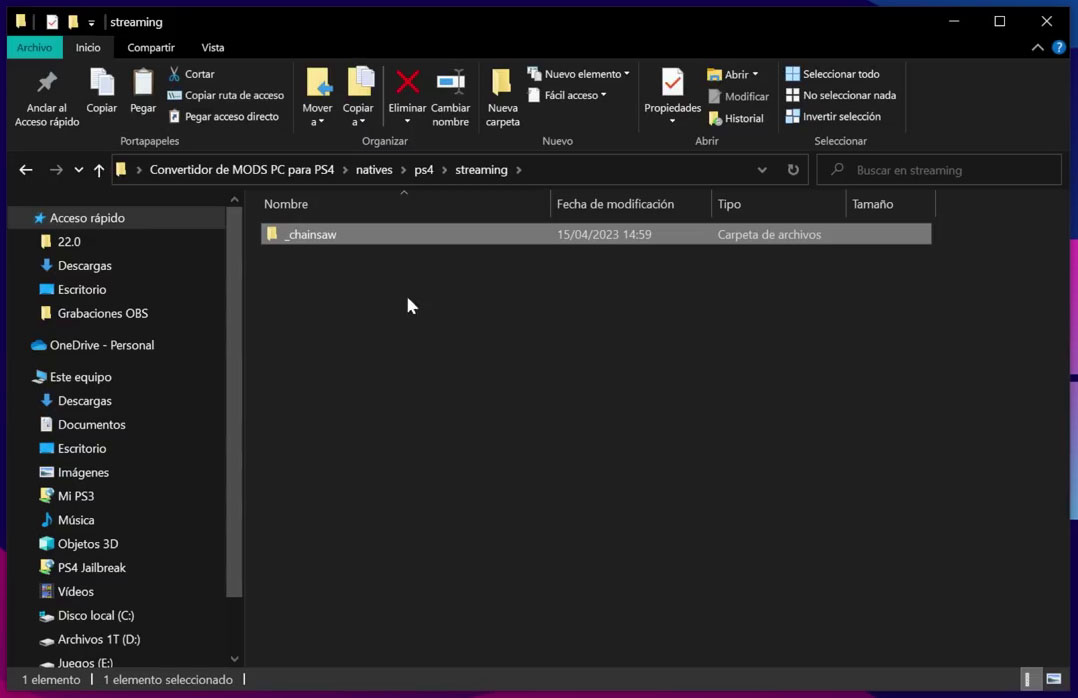 streaming
Archivo Inicio Compartir Vista
Anclar al
Acceso rápido
Copiar
Pegar
Cortar
Copiar ruta de acceso
Pegar acceso directo
Portapapeles
Mover
a
Copiar
a
Eliminar
Cambiar
nombre
Organizar
Nueva
carpeta
Nuevo elemento
Fácil acceso
Nuevo
Propiedades
Abrir
Modificar
Historial
Abrir
Seleccionar todo
No seleccionar nada
Invertir selección
Seleccionar
Convertidor de MODS PC para PS4 natives ps4 streaming
Buscar en streaming
Nombre Fecha de modificación Tipo Tamaño
_chainsaw 15/04/2023 14:59 Carpeta de archivos
Acceso rápido
22.0
Descargas
Escritorio
Grabaciones OBS
OneDrive - Personal
Este equipo
Descargas
Documentos
Escritorio
Imágenes
Mi PS3
Música
Objetos 3D
PS4 Jailbreak
Vídeos
Disco local (C:)
Archivos 1T (D:)
Juegos (E:)
1 elemento 1 elemento seleccionado